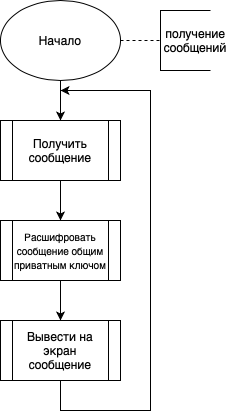 Начало
получение
сообщений
Получить
сообщение
Расшифровать
сообщение общим
приватным ключом
Вывести на
экран
сообщение